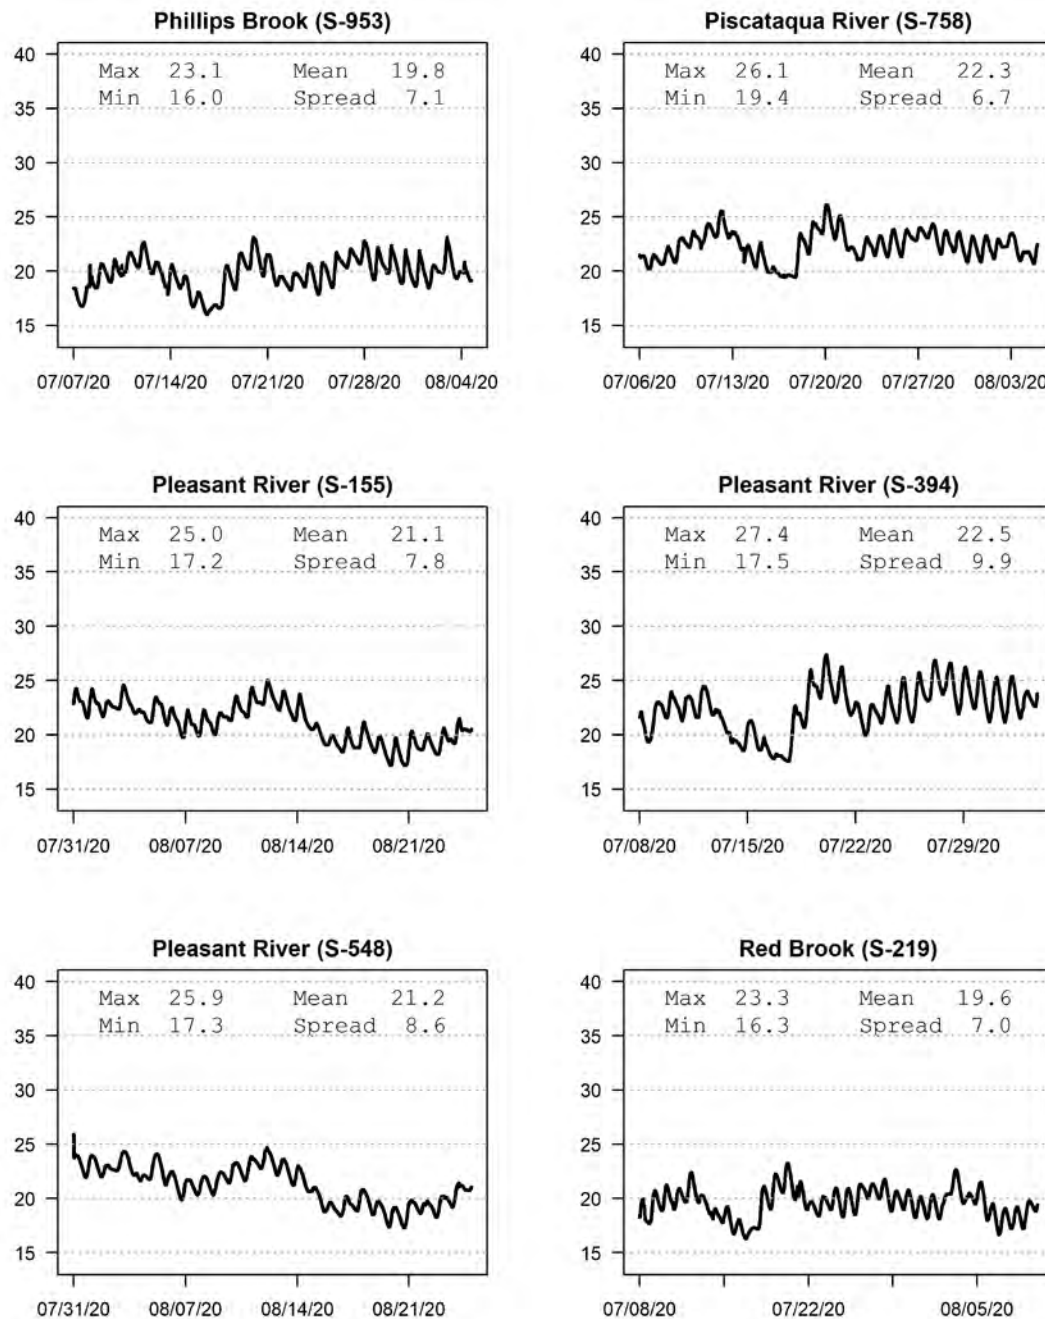 Phillips Brook (S-953)
Max 23.1 Mean 19.8
Min 16.0 Spread 7.1
40
35
30
25
20
15
07/07/20 07/14/20 07/21/20 07/28/20 08/04/20
Piscataqua River (S-758)
Max 26.1 Mean 22.3
Min 19.4 Spread 6.7
40
35
30
25
20
15
07/06/20 07/13/20 07/20/20 07/27/20 08/03/20
Pleasant River (S-155)
Max 25.0 Mean 21.1
Min 17.2 Spread 7.8
40
35
30
25
20
15
07/31/20 08/07/20 08/14/20 08/21/20
Pleasant River (S-394)
Max 27.4 Mean 22.5
Min 17.5 Spread 9.9
40
35
30
25
20
15
07/08/20 07/15/20 07/22/20 07/29/20
Pleasant River (S-548)
Max 25.9 Mean 21.2
Min 17.3 Spread 8.6
40
35
30
25
20
15
07/31/20 08/07/20 08/14/20 08/21/20
Red Brook (S-219)
Max 23.3 Mean 19.6
Min 16.3 Spread 7.0
40
35
30
25
20
15
07/08/20 07/22/20 08/05/20